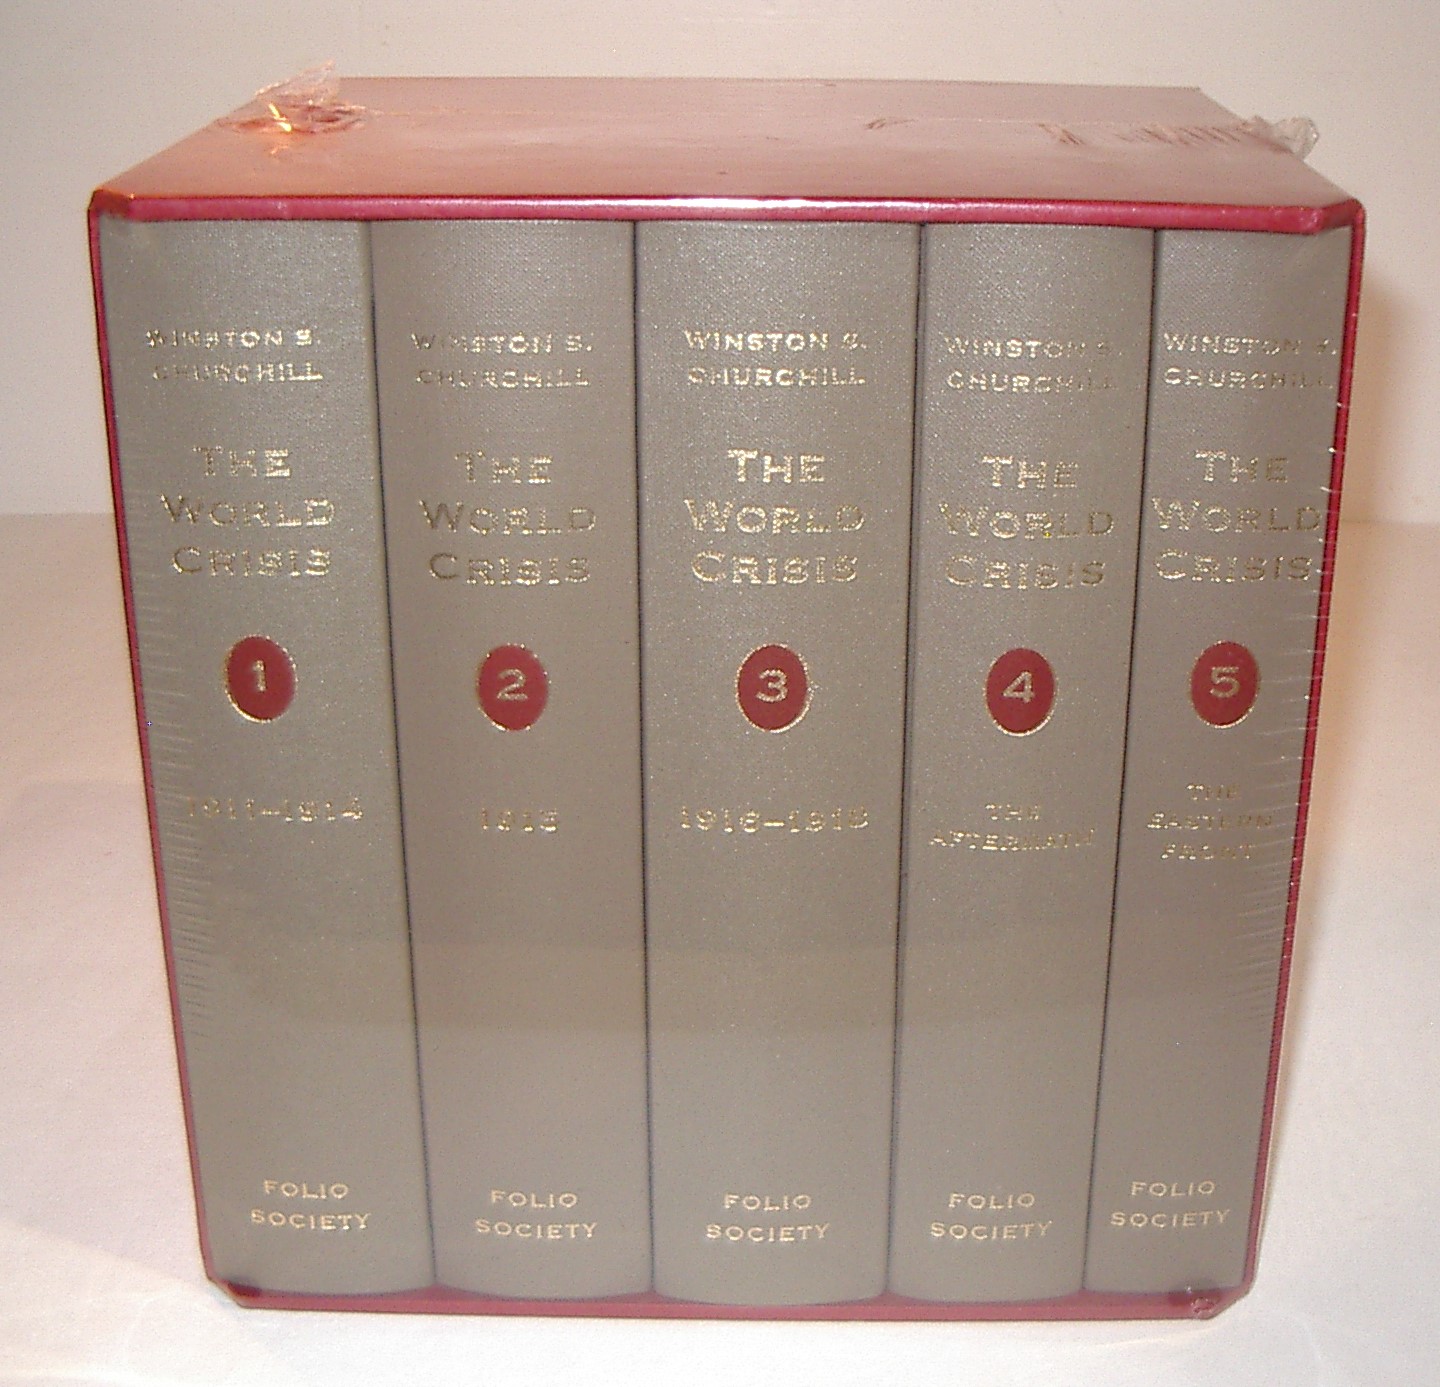 WINSTON S.
CHURCHILL
THE
WORLD
CRISIS
1
1911–1914
FOLIO
SOCIETY
WINSTON S.
CHURCHILL
THE
WORLD
CRISIS
2
1915
FOLIO
SOCIETY
WINSTON S.
CHURCHILL
THE
WORLD
CRISIS
3
1916–1918
FOLIO
SOCIETY
WINSTON S.
CHURCHILL
THE
WORLD
CRISIS
4
THE
AFTERMATH
FOLIO
SOCIETY
WINSTON S.
CHURCHILL
THE
WORLD
CRISIS
5
THE
EASTERN
FRONT
FOLIO
SOCIETY